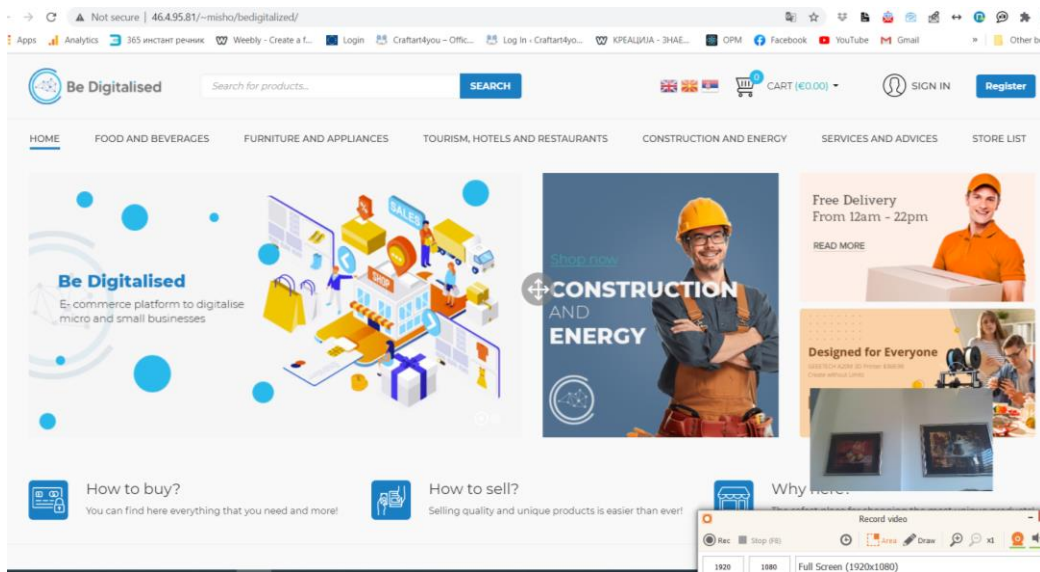 Not secure | 46.4.95.81/~misho/bedigitalized/
Apps Analytics 365 инстант речник Weebly - Create a f... Login Craftart4you – Offic... Log In ‹ Craftart4yo... КРЕАЦИЈА - ЗНАЕ... OPM Facebook YouTube Gmail » Other b
Be Digitalised Search for products... SEARCH 0 CART (€0.00) SIGN IN Register
HOME FOOD AND BEVERAGES FURNITURE AND APPLIANCES TOURISM, HOTELS AND RESTAURANTS CONSTRUCTION AND ENERGY SERVICES AND ADVICES STORE LIST
Be Digitalised
E- commerce platform to digitalise
micro and small businesses
SALES
SHOP
Shop now
CONSTRUCTION
AND
ENERGY
Free Delivery
From 12am - 22pm
READ MORE
Designed for Everyone
How to buy?
You can find here everything that you need and more!
How to sell?
Selling quality and unique products is easier than ever!
Why here?
Record video
Rec Stop (F8) Area Draw x1
1920 1080 Full Screen (1920x1080)